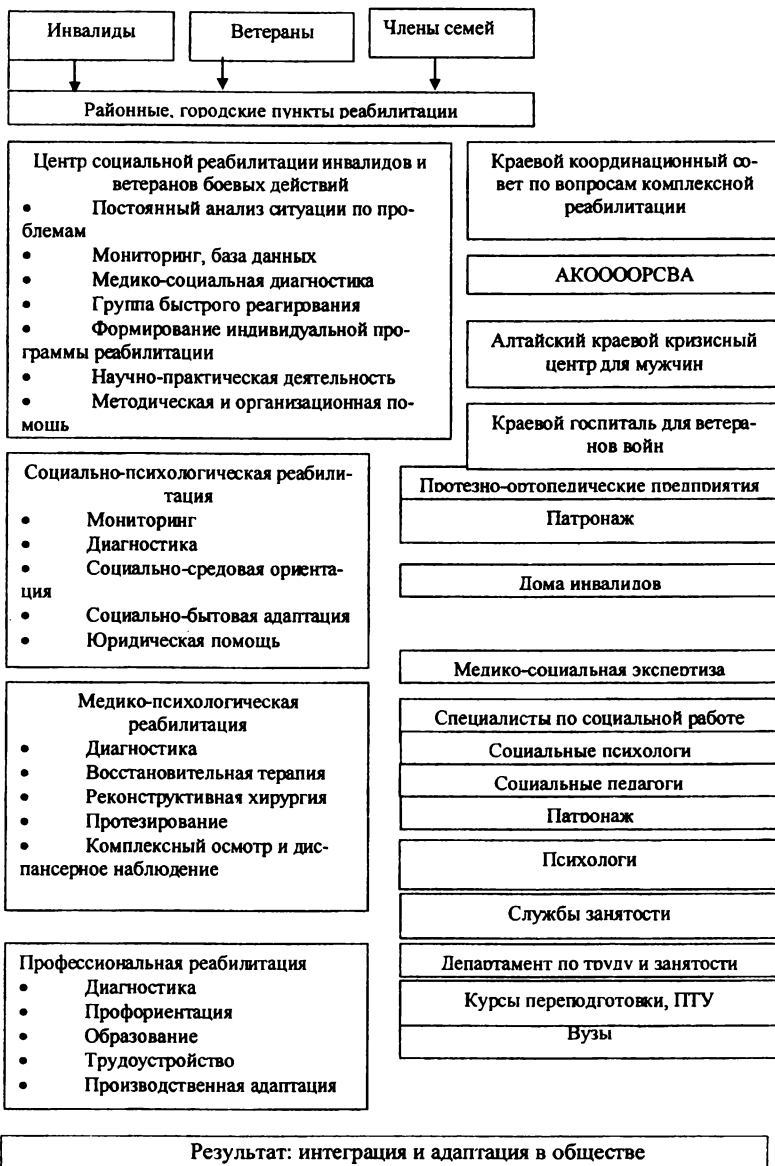 Инвалиды
Ветераны
Члены семей
Районные, городские пункты реабилитации
Центр социальной реабилитации инвалидов и
ветеранов боевых действий
• Постоянный анализ ситуации по про-
блемам
• Мониторинг, база данных
• Медико-социальная диагностика
• Группа быстрого реагирования
• Формирование индивидуальной про-
граммы реабилитации
• Научно-практическая деятельность
• Методическая и организационная по-
мощь
Краевой координационный со-
вет по вопросам комплексной
реабилитации
АКООООРСВА
Алтайский краевой кризисный
центр для мужчин
Краевой госпиталь для ветера-
нов войн
Социально-психологическая реабили-
тация
• Мониторинг
• Диагностика
• Социально-средовая ориента-
ция
• Социально-бытовая адаптация
• Юридическая помощь
Протезно-ортопедические предприятия
Патронаж
Дома инвалидов
Медико-социальная экспертиза
Медико-психологическая
реабилитация
• Диагностика
• Восстановительная терапия
• Реконструктивная хирургия
• Протезирование
• Комплексный осмотр и дис-
пансерное наблюдение
Специалисты по социальной работе
Социальные психологи
Социальные педагоги
Патронаж
Психологи
Службы занятости
Профессиональная реабилитация
• Диагностика
• Профориентация
• Образование
• Трудоустройство
• Производственная адаптация
Департамент по труду и занятости
Курсы переподготовки, ПТУ
Вузы
Результат: интеграция и адаптация в обществе